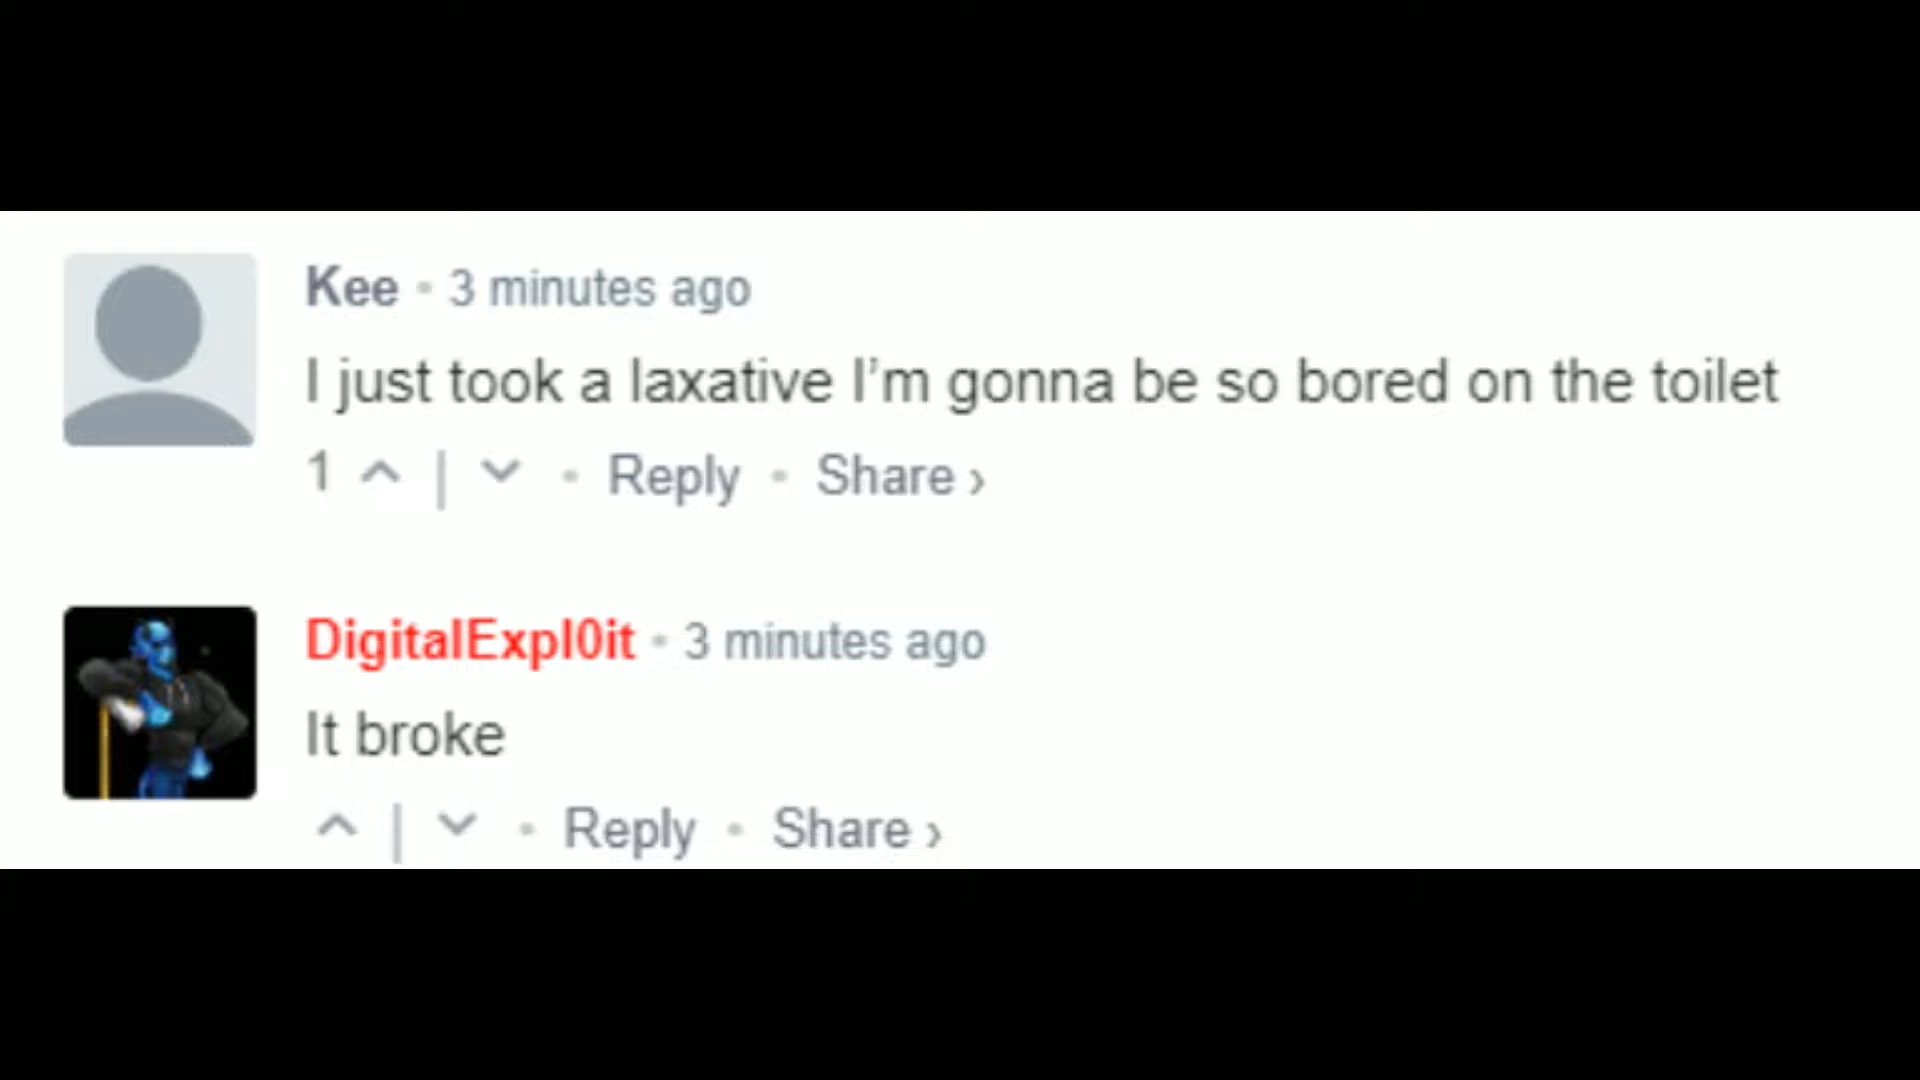 Kee • 3 minutes ago
I just took a laxative I’m gonna be so bored on the toilet
1 | • Reply • Share ›
DigitalExpl0it • 3 minutes ago
It broke
| • Reply • Share ›